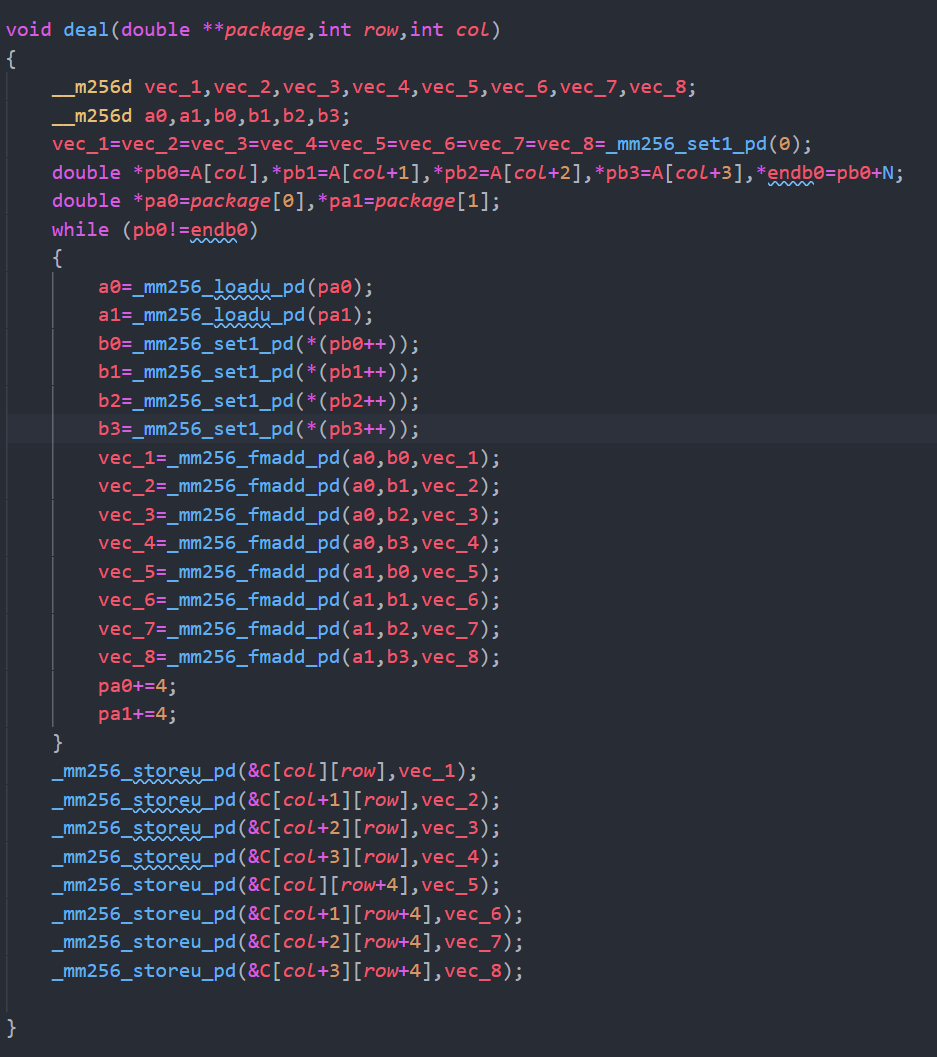 void deal(double **package,int row,int col)
{
    __m256d vec_1,vec_2,vec_3,vec_4,vec_5,vec_6,vec_7,vec_8;
    __m256d a0,a1,b0,b1,b2,b3;
    vec_1=vec_2=vec_3=vec_4=vec_5=vec_6=vec_7=vec_8=_mm256_set1_pd(0);
    double *pb0=A[col],*pb1=A[col+1],*pb2=A[col+2],*pb3=A[col+3],*endb0=pb0+N;
    double *pa0=package[0],*pa1=package[1];
    while (pb0!=endb0)
    {
        a0=_mm256_loadu_pd(pa0);
        a1=_mm256_loadu_pd(pa1);
        b0=_mm256_set1_pd(*(pb0++));
        b1=_mm256_set1_pd(*(pb1++));
        b2=_mm256_set1_pd(*(pb2++));
        b3=_mm256_set1_pd(*(pb3++));
        vec_1=_mm256_fmadd_pd(a0,b0,vec_1);
        vec_2=_mm256_fmadd_pd(a0,b1,vec_2);
        vec_3=_mm256_fmadd_pd(a0,b2,vec_3);
        vec_4=_mm256_fmadd_pd(a0,b3,vec_4);
        vec_5=_mm256_fmadd_pd(a1,b0,vec_5);
        vec_6=_mm256_fmadd_pd(a1,b1,vec_6);
        vec_7=_mm256_fmadd_pd(a1,b2,vec_7);
        vec_8=_mm256_fmadd_pd(a1,b3,vec_8);
        pa0+=4;
        pa1+=4;
    }
    _mm256_storeu_pd(&C[col][row],vec_1);
    _mm256_storeu_pd(&C[col+1][row],vec_2);
    _mm256_storeu_pd(&C[col+2][row],vec_3);
    _mm256_storeu_pd(&C[col+3][row],vec_4);
    _mm256_storeu_pd(&C[col][row+4],vec_5);
    _mm256_storeu_pd(&C[col+1][row+4],vec_6);
    _mm256_storeu_pd(&C[col+2][row+4],vec_7);
    _mm256_storeu_pd(&C[col+3][row+4],vec_8);
}